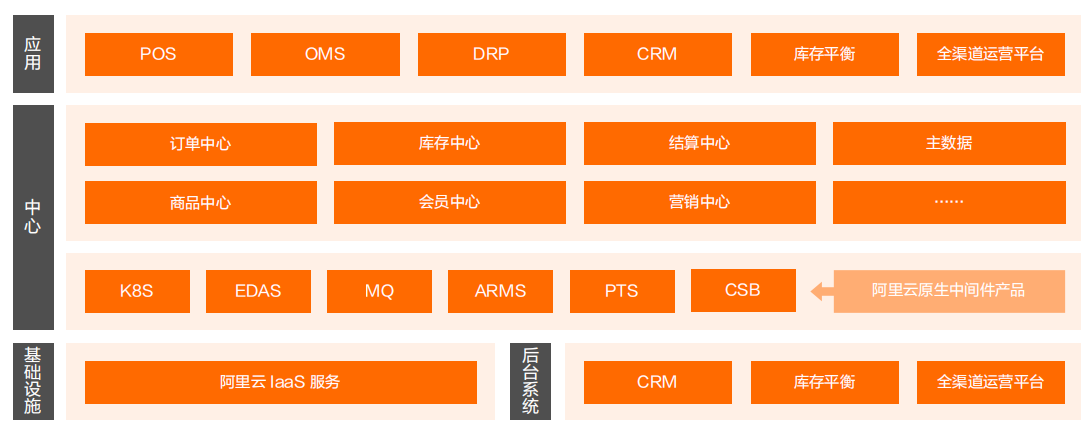 应用
POS
OMS
DRP
CRM
库存平衡
全渠道运营平台
中心
订单中心
库存中心
结算中心
主数据
商品中心
会员中心
营销中心
······
K8S
EDAS
MQ
ARMS
PTS
CSB
阿里云原生中间件产品
基础设施
阿里云 IaaS 服务
后台系统
CRM
库存平衡
全渠道运营平台